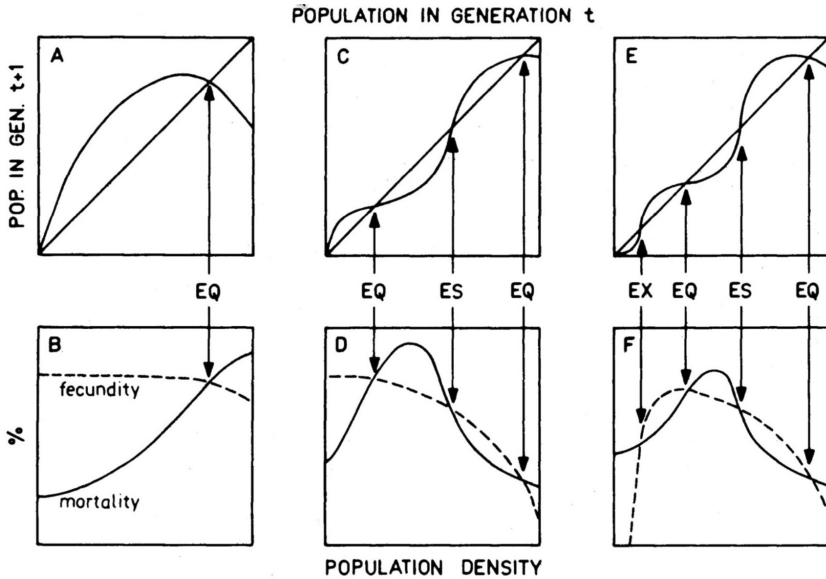 POPULATION IN GENERATION t
A
C
E
POP. IN GEN. t+1
EQ
EQ
ES
EQ
EX
EQ
ES
EQ
B
D
F
fecundity
mortality
%
POPULATION DENSITY